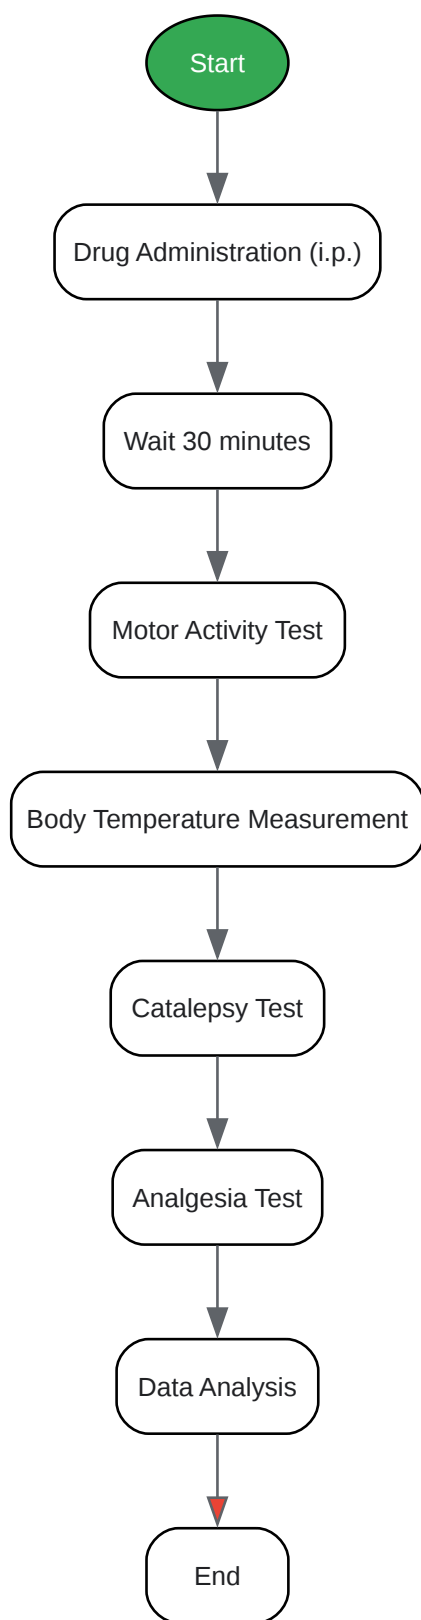 Start
Drug Administration (i.p.)
Wait 30 minutes
Motor Activity Test
Body Temperature Measurement
Catalepsy Test
Analgesia Test
Data Analysis
End